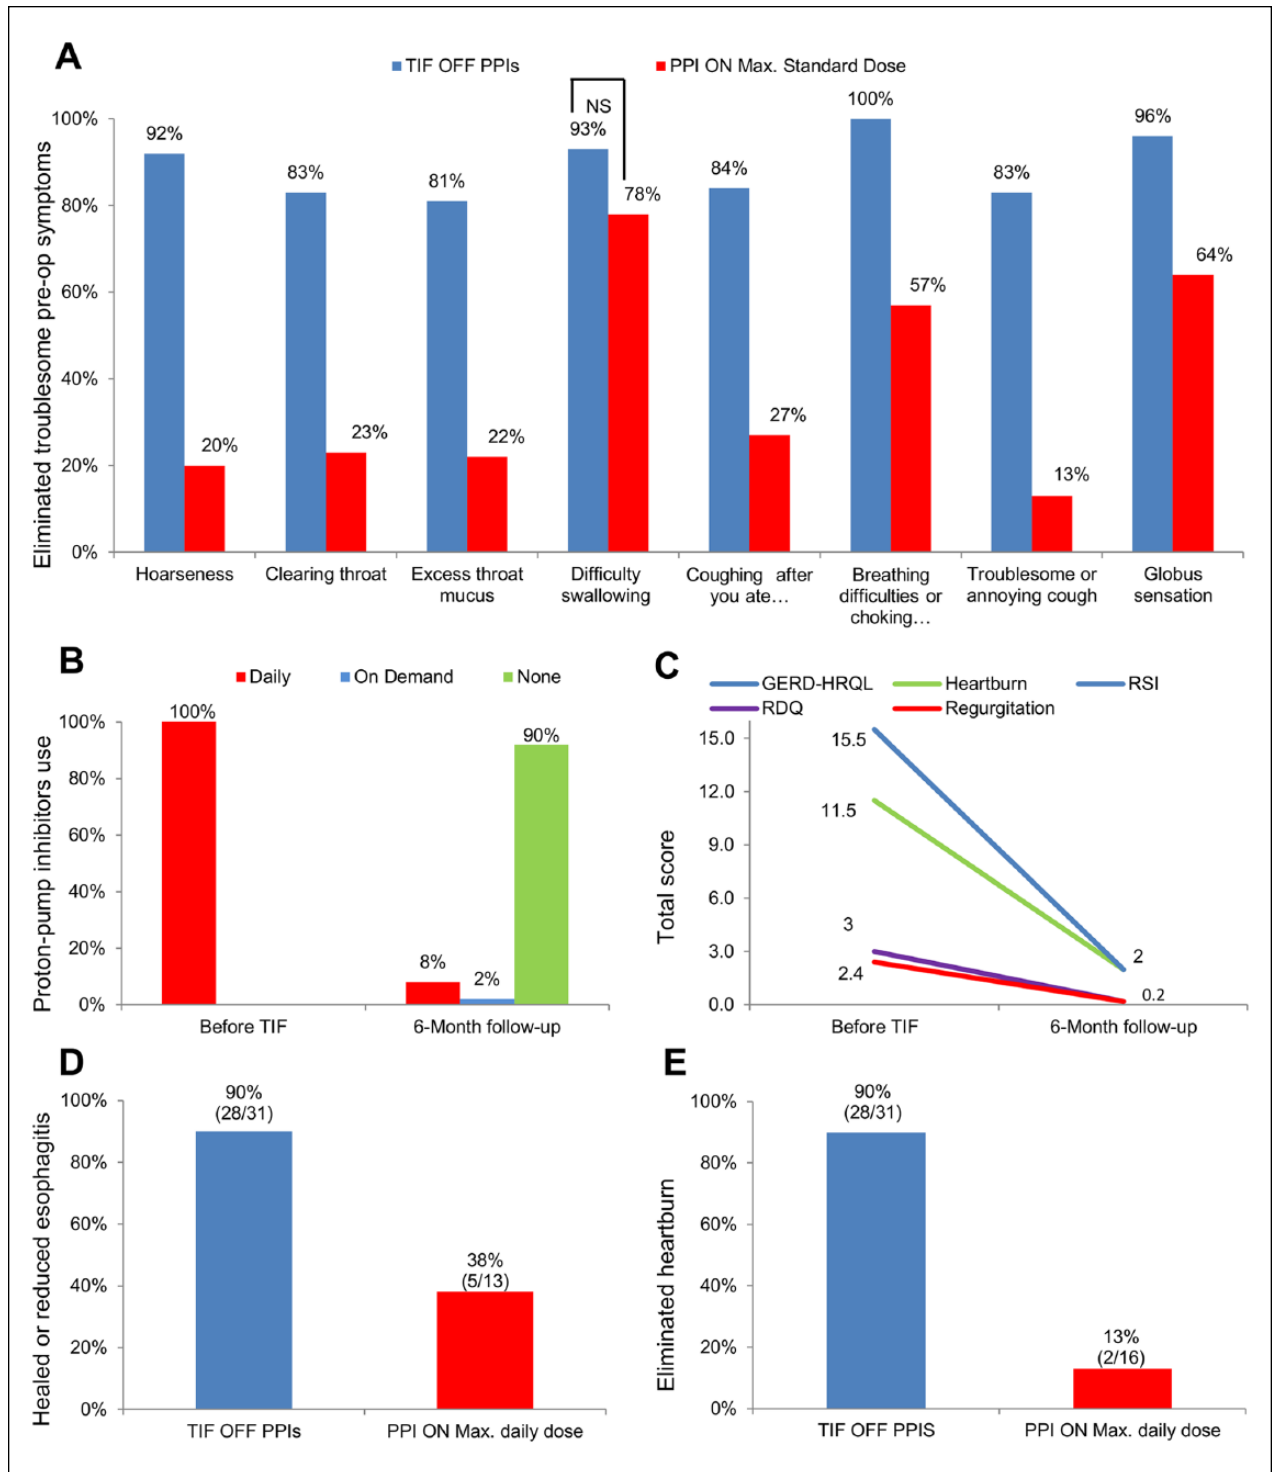 A
TIF OFF PPIs
PPI ON Max. Standard Dose
Eliminated troublesome pre-op symptoms
100%
80%
60%
40%
20%
0%
92%
20%
83%
23%
81%
22%
NS
93%
78%
84%
27%
100%
57%
83%
13%
96%
64%
Hoarseness
Clearing throat
Excess throat
mucus
Difficulty
swallowing
Coughing after
you ate…
Breathing
difficulties or
choking…
Troublesome or
annoying cough
Globus
sensation
B
Daily
On Demand
None
Proton-pump inhibitors use
100%
80%
60%
40%
20%
0%
100%
8%
2%
90%
Before TIF
6-Month follow-up
C
GERD-HRQL
Heartburn
RSI
RDQ
Regurgitation
Total score
15.0
12.0
9.0
6.0
3.0
0.0
15.5
11.5
3
2.4
2
0.2
Before TIF
6-Month follow-up
D
Healed or reduced esophagitis
100%
80%
60%
40%
20%
0%
90%
(28/31)
38%
(5/13)
TIF OFF PPIs
PPI ON Max. daily dose
E
Eliminated heartburn
100%
80%
60%
40%
20%
0%
90%
(28/31)
13%
(2/16)
TIF OFF PPIS
PPI ON Max. daily dose